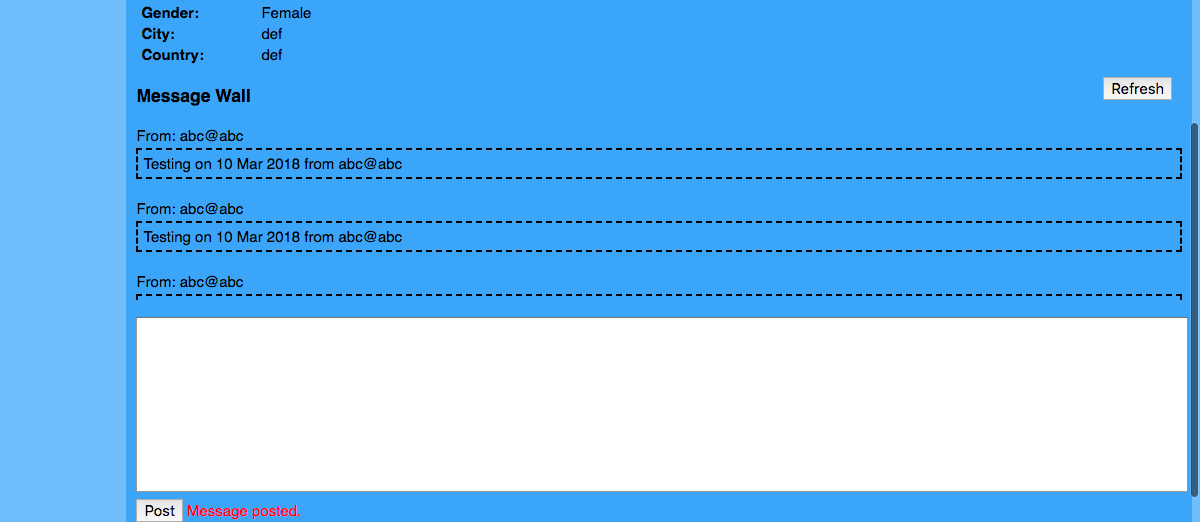 Gender: Female
City: def
Country: def
Message Wall Refresh
From: abc@abc
Testing on 10 Mar 2018 from abc@abc
From: abc@abc
Testing on 10 Mar 2018 from abc@abc
From: abc@abc
Post Message posted.